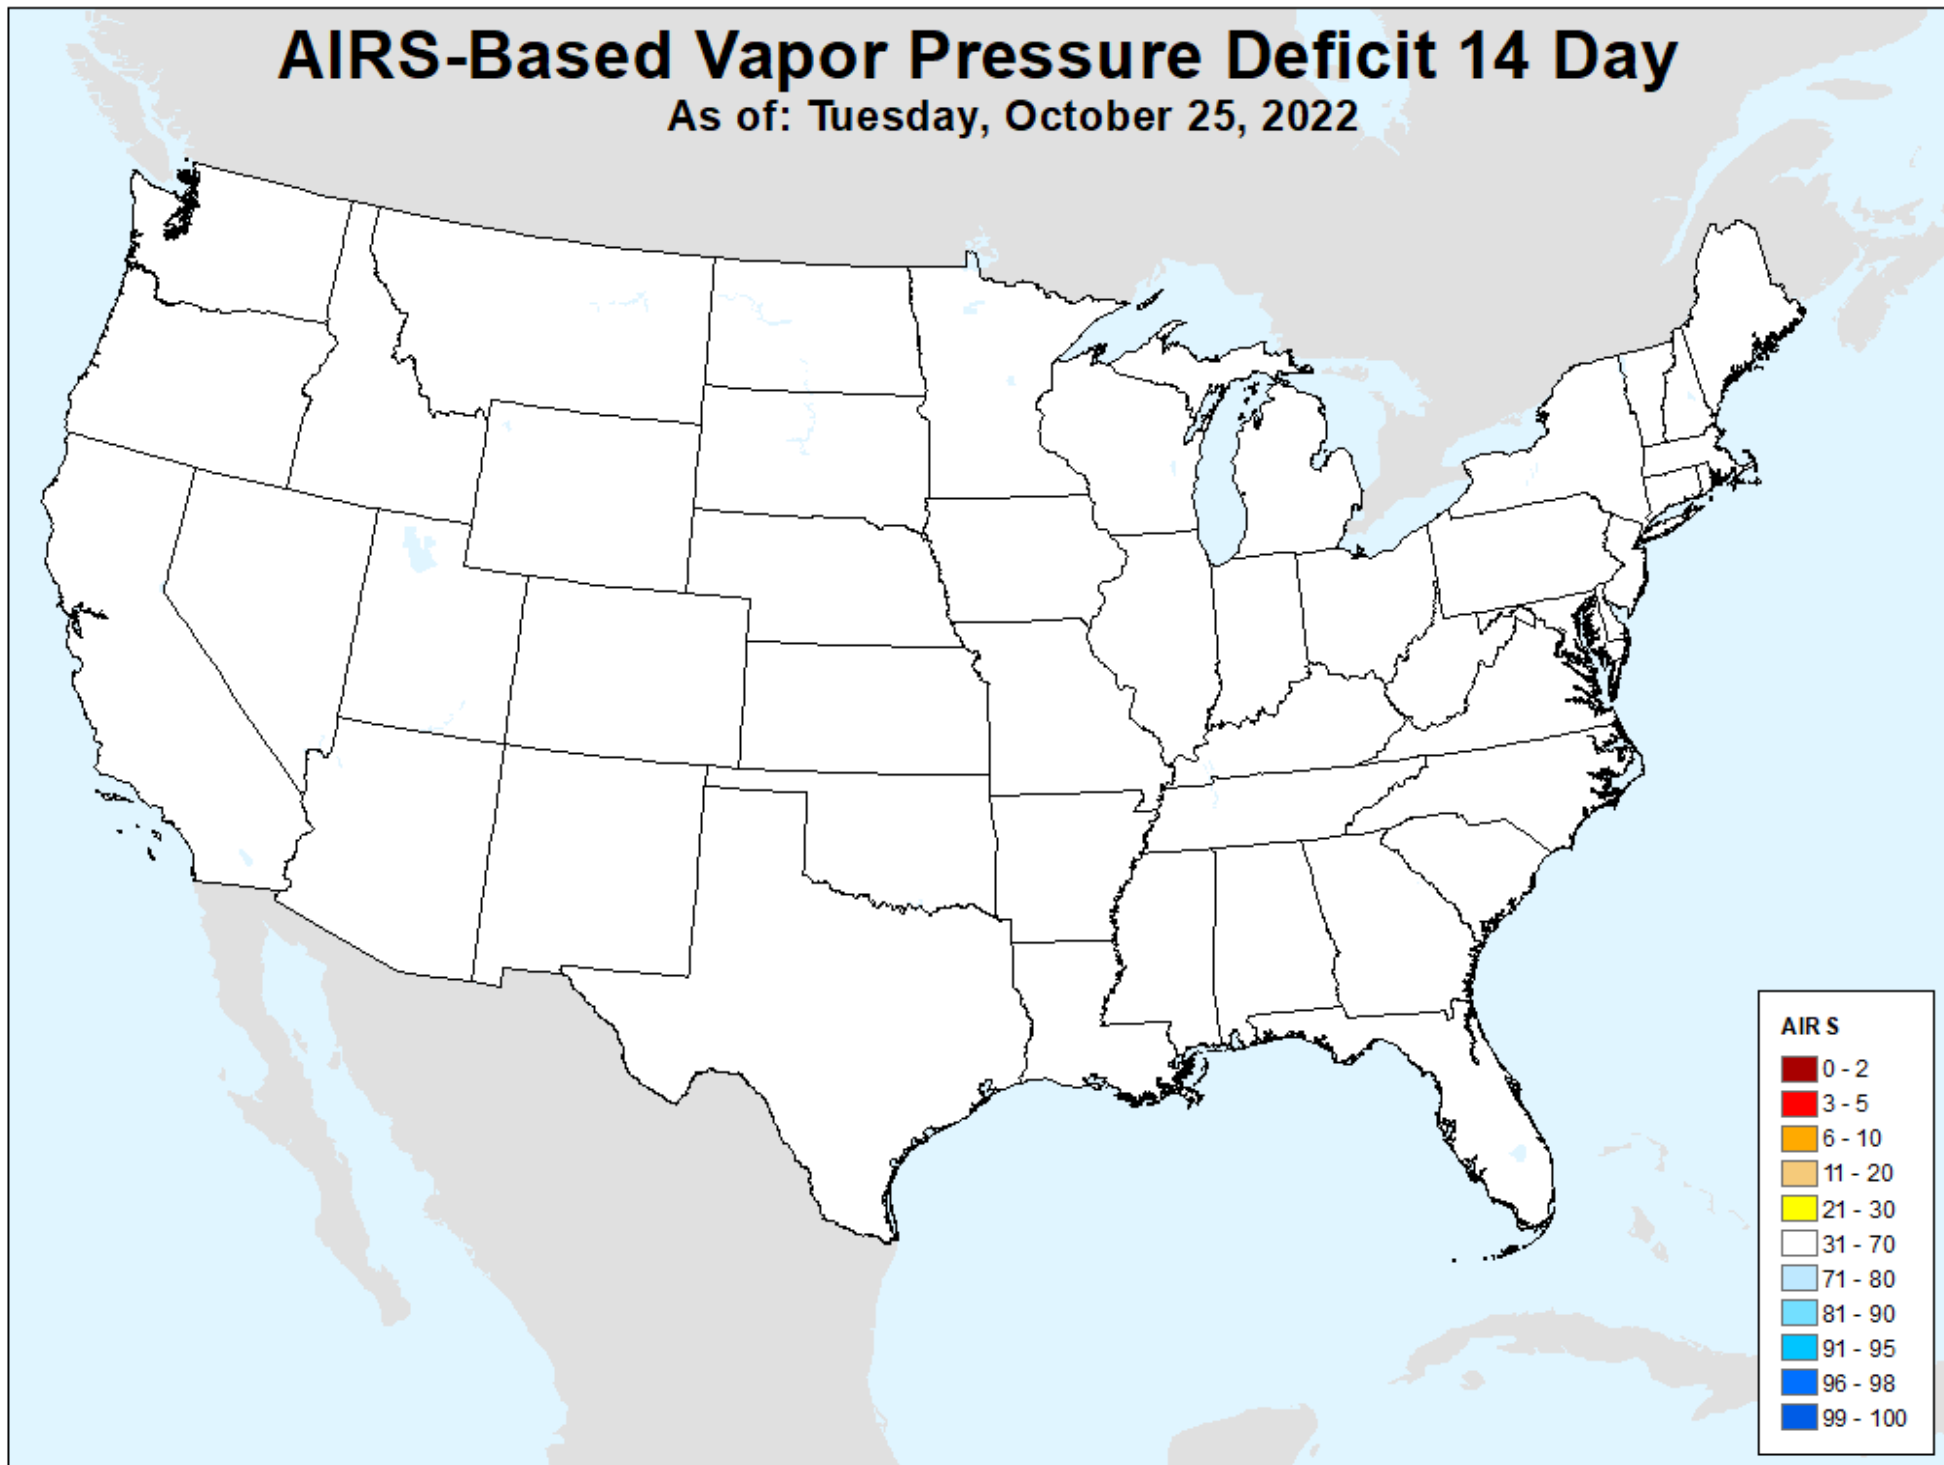 AIRS-Based Vapor Pressure Deficit 14 Day
As of: Tuesday, October 25, 2022
AIRS
0 - 2
3 - 5
6 - 10
11 - 20
21 - 30
31 - 70
71 - 80
81 - 90
91 - 95
96 - 98
99 - 100